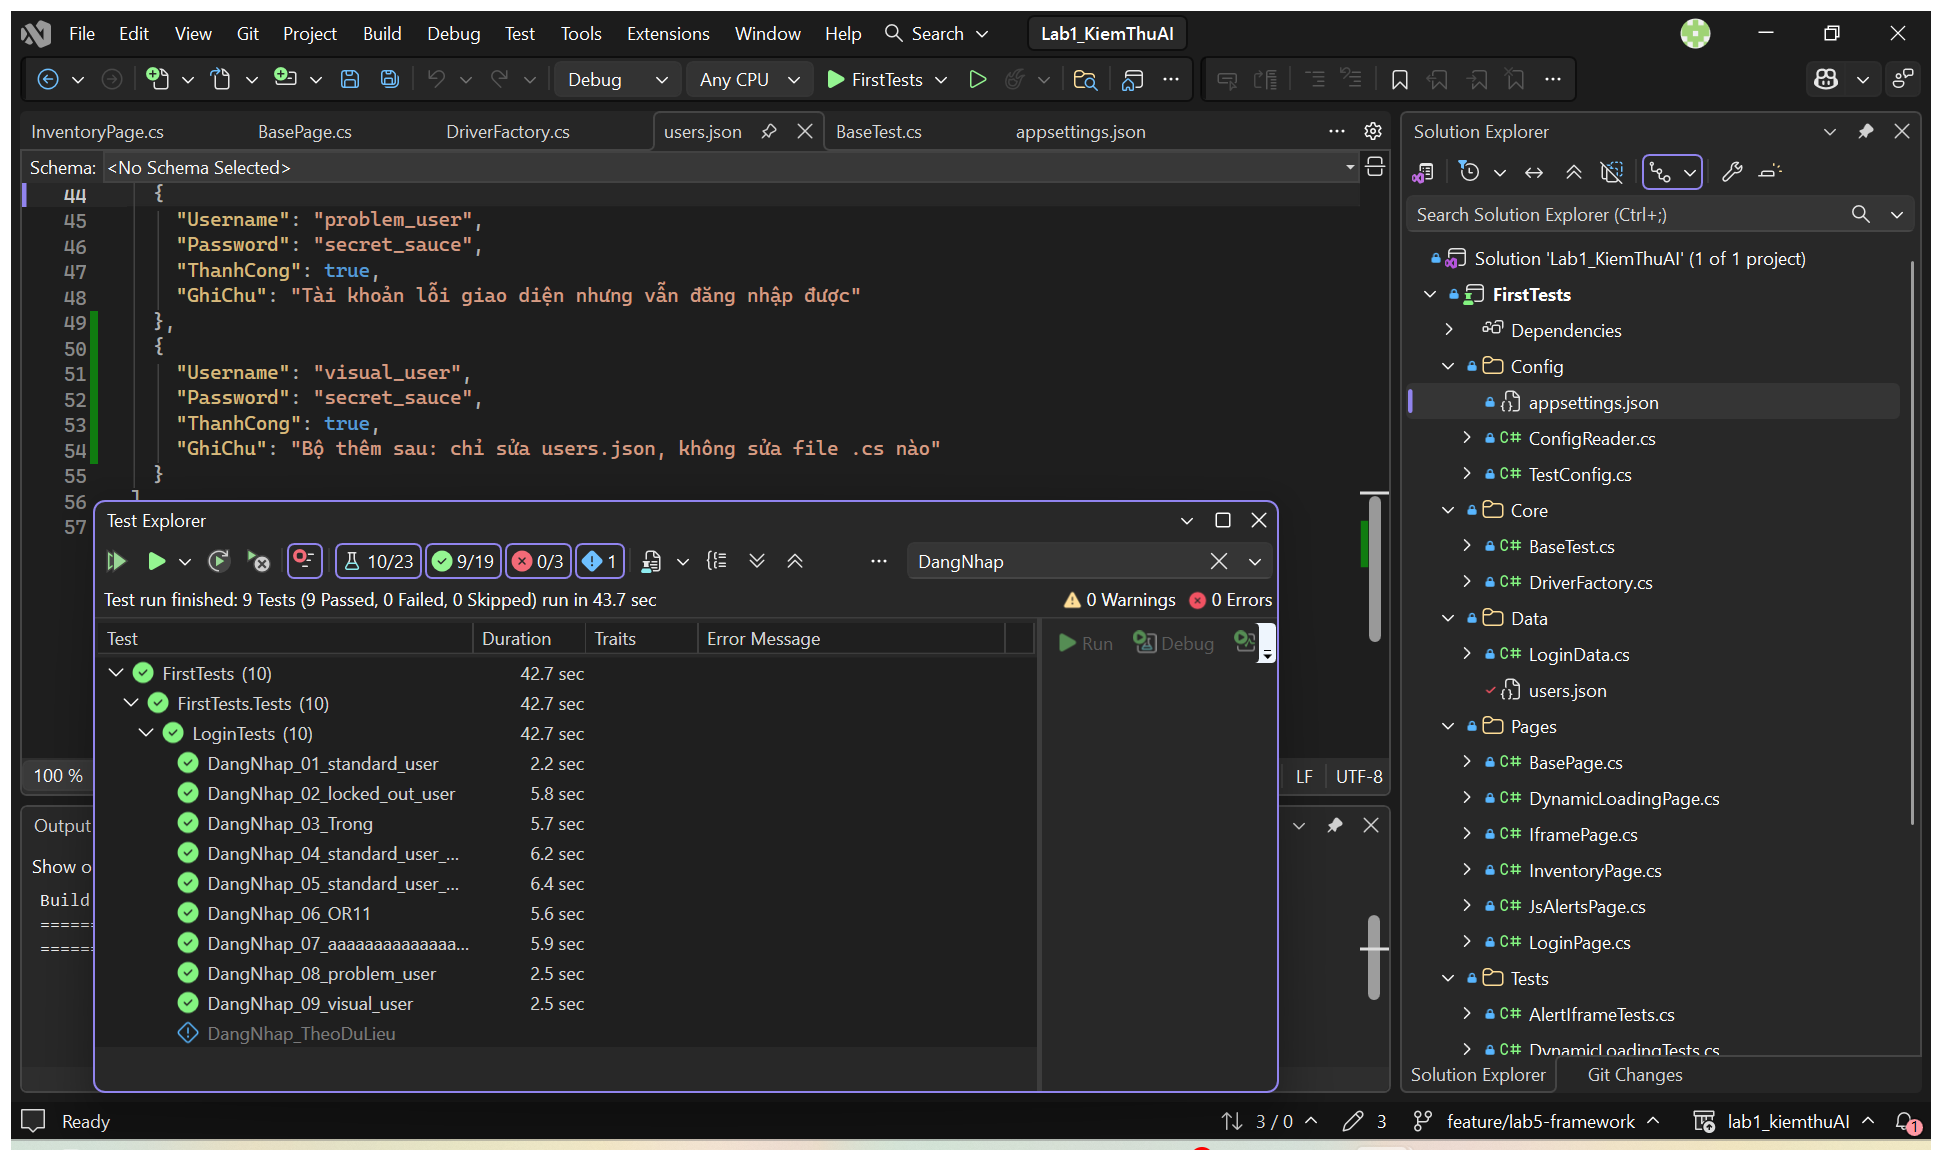 File Edit View Git Project Build Debug Test Tools Extensions Window Help Search Lab1_KiemThuAI
Debug Any CPU FirstTests
InventoryPage.cs BasePage.cs DriverFactory.cs users.json BaseTest.cs appsettings.json
Schema: <No Schema Selected>
44 {
45 "Username": "problem_user",
46 "Password": "secret_sauce",
47 "ThanhCong": true,
48 "GhiChu": "Tài khoản lỗi giao diện nhưng vẫn đăng nhập được"
49 },
50 {
51 "Username": "visual_user",
52 "Password": "secret_sauce",
53 "ThanhCong": true,
54 "GhiChu": "Bộ thêm sau: chỉ sửa users.json, không sửa file .cs nào"
55 }
56 ]
57
100 %
LF UTF-8
Output
Show o
Build
======
======
Test Explorer
10/23 9/19 0/3 1 DangNhap
Test run finished: 9 Tests (9 Passed, 0 Failed, 0 Skipped) run in 43.7 sec 0 Warnings 0 Errors
Test Duration Traits Error Message
Run Debug
FirstTests (10) 42.7 sec
FirstTests.Tests (10) 42.7 sec
LoginTests (10) 42.7 sec
DangNhap_01_standard_user 2.2 sec
DangNhap_02_locked_out_user 5.8 sec
DangNhap_03_Trong 5.7 sec
DangNhap_04_standard_user_... 6.2 sec
DangNhap_05_standard_user_... 6.4 sec
DangNhap_06_OR11 5.6 sec
DangNhap_07_aaaaaaaaaaaaaa... 5.9 sec
DangNhap_08_problem_user 2.5 sec
DangNhap_09_visual_user 2.5 sec
DangNhap_TheoDuLieu
Solution Explorer
Search Solution Explorer (Ctrl+;)
Solution 'Lab1_KiemThuAI' (1 of 1 project)
FirstTests
Dependencies
Config
appsettings.json
C# ConfigReader.cs
C# TestConfig.cs
Core
C# BaseTest.cs
C# DriverFactory.cs
Data
C# LoginData.cs
users.json
Pages
C# BasePage.cs
C# DynamicLoadingPage.cs
C# IframePage.cs
C# InventoryPage.cs
C# JsAlertsPage.cs
C# LoginPage.cs
Tests
C# AlertIframeTests.cs
C# DynamicLoadingTests.cs
Solution Explorer Git Changes
Ready 3 / 0 3 feature/lab5-framework lab1_kiemthuAI 1